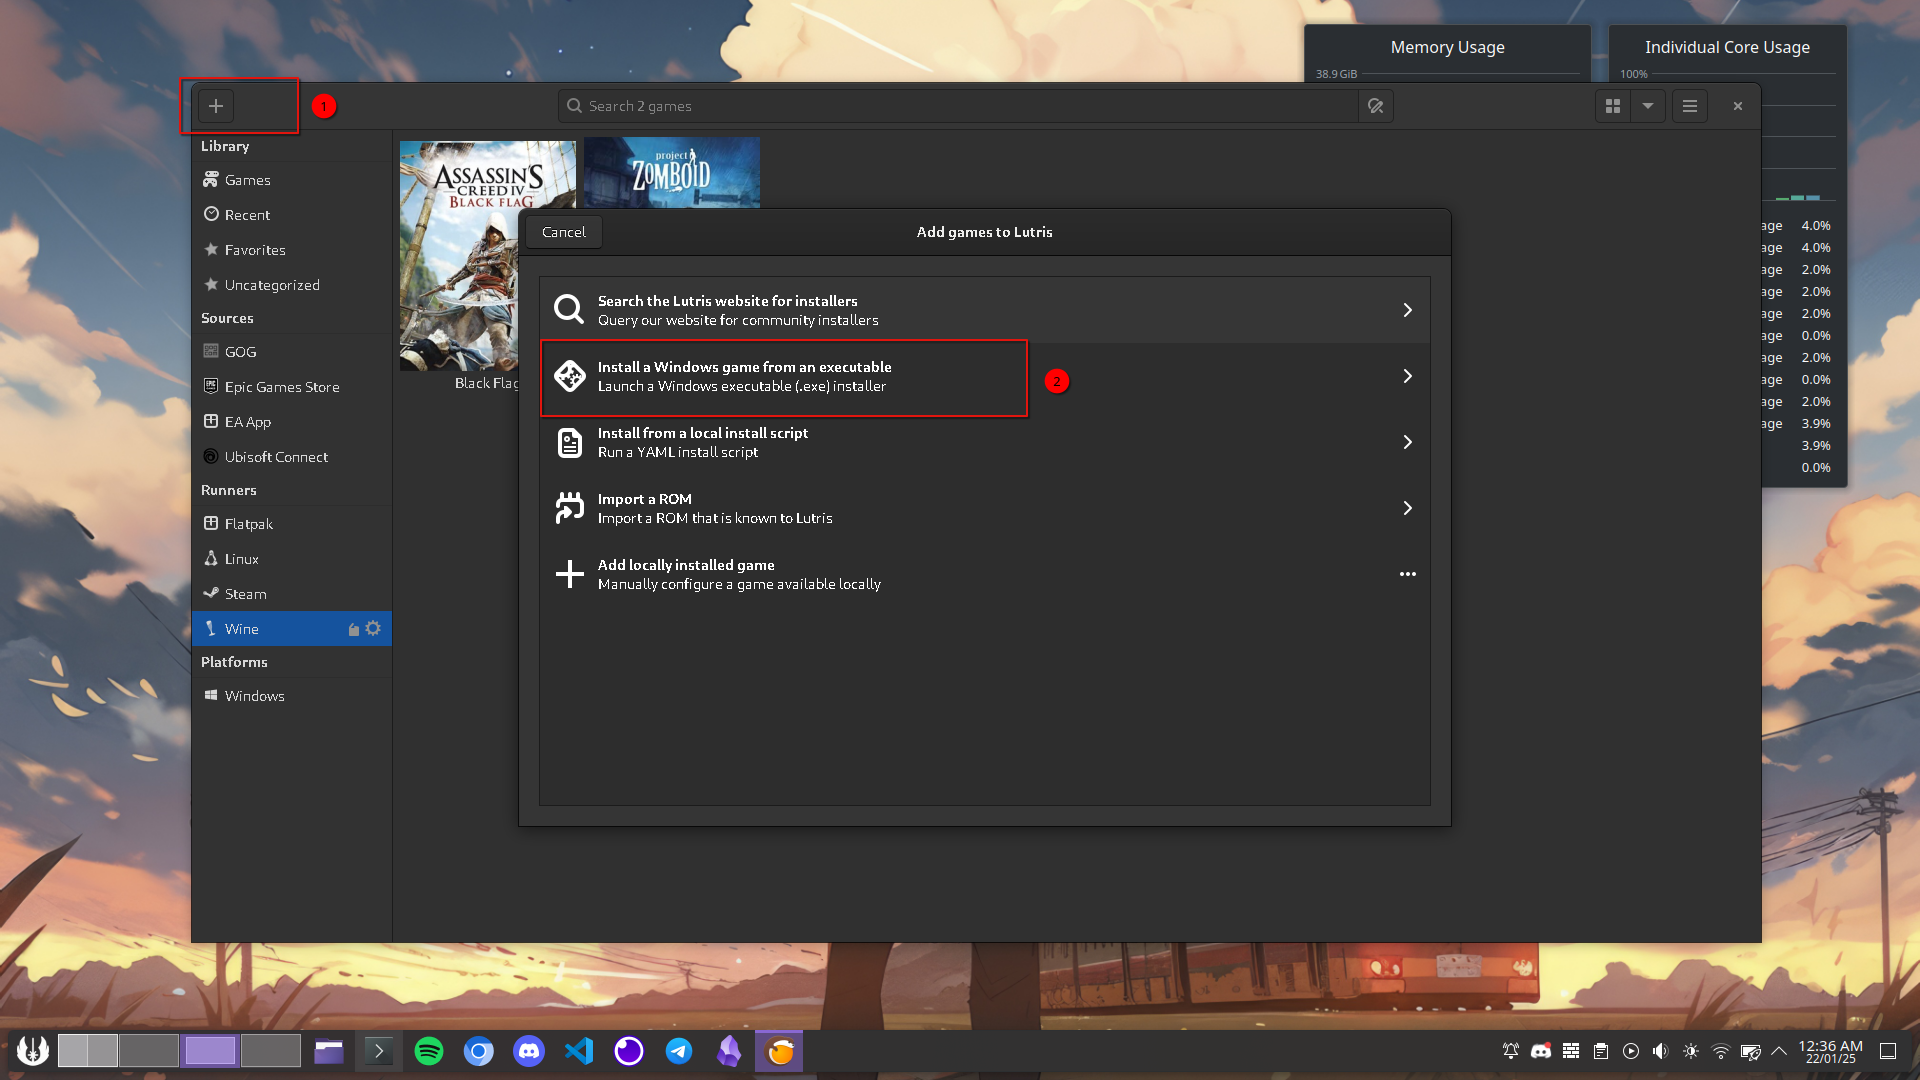 Memory Usage
Individual Core Usage
38.9 GiB
100%
1
Search 2 games
Library
Games
Recent
Favorites
Uncategorized
Sources
GOG
Epic Games Store
EA App
Ubisoft Connect
Runners
Flatpak
Linux
Steam
Wine
Platforms
Windows
ASSASSIN'S
CREED IV
BLACK FLAG
Black Flag
project
ZOMBOID
Cancel
Add games to Lutris
Search the Lutris website for installers
Query our website for community installers
Install a Windows game from an executable
Launch a Windows executable (.exe) installer
2
Install from a local install script
Run a YAML install script
Import a ROM
Import a ROM that is known to Lutris
Add locally installed game
Manually configure a game available locally
age 4.0%
age 4.0%
age 2.0%
age 2.0%
age 2.0%
age 0.0%
age 2.0%
age 0.0%
age 2.0%
age 3.9%
3.9%
0.0%
12:36 AM
22/01/25